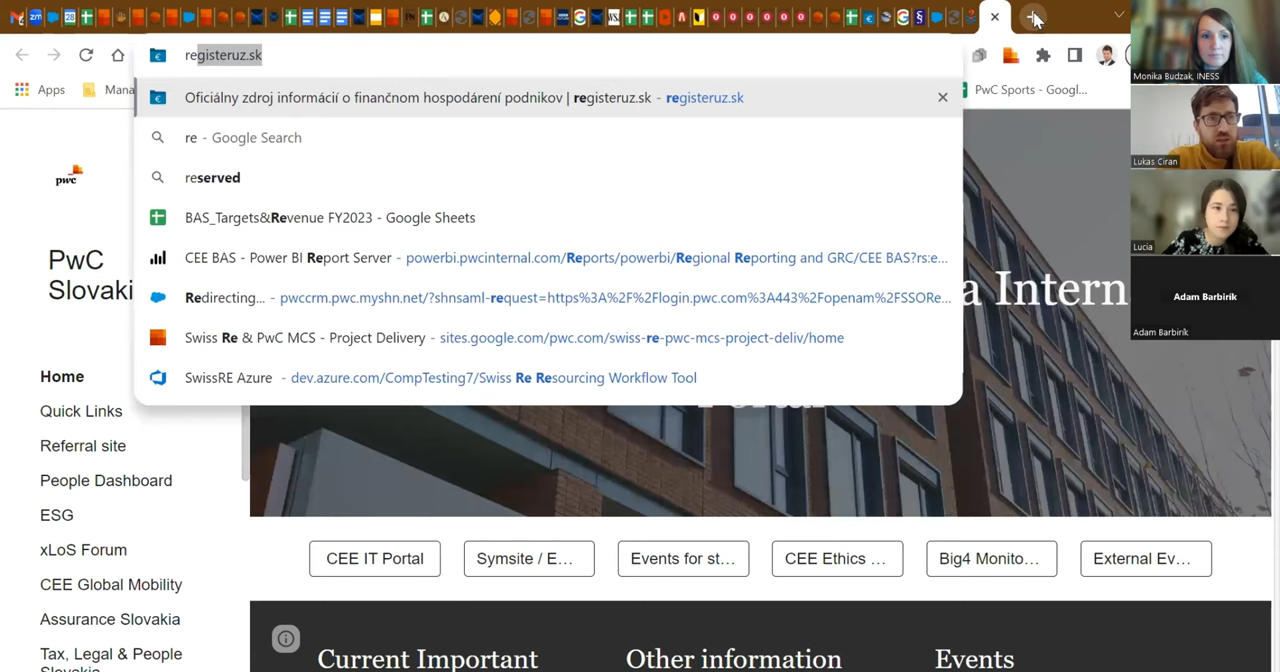 registeruz.sk
Apps
Mana
PwC Sports - Googl...
Oficiálny zdroj informácií o finančnom hospodárení podnikov | registeruz.sk - registeruz.sk
re - Google Search
reserved
BAS_Targets&Revenue FY2023 - Google Sheets
CEE BAS - Power BI Report Server - powerbi.pwcinternal.com/Reports/powerbi/Regional Reporting and GRC/CEE BAS?rs:e...
Redirecting... - pwccrm.pwc.myshn.net/?shnsaml-request=https%3A%2F%2Flogin.pwc.com%3A443%2Fopenam%2FSSORe...
Swiss Re & PwC MCS - Project Delivery - sites.google.com/pwc.com/swiss-re-pwc-mcs-project-deliv/home
SwissRE Azure - dev.azure.com/CompTesting7/Swiss Re Resourcing Workflow Tool
Monika Budzak, INESS
Lukas Ciran
Lucia
Adam Barbirik
Adam Barbirík
pwc
PwC
Slovaki
a Intern
Portal
Home
Quick Links
Referral site
People Dashboard
ESG
xLoS Forum
CEE Global Mobility
Assurance Slovakia
Tax, Legal & People
Slovakia
CEE IT Portal
Symsite / E...
Events for st...
CEE Ethics ...
Big4 Monito...
External Ev...
Current Important
Other information
Events